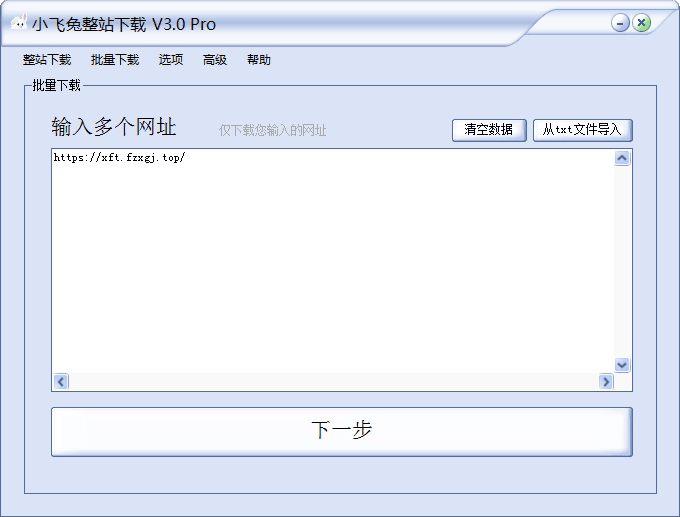 小飞兔整站下载 V3.0 Pro
整站下载 批量下载 选项 高级 帮助
批量下载
输入多个网址 仅下载您输入的网址 清空数据 从txt文件导入
https://xft.fzxgj.top/
下一步